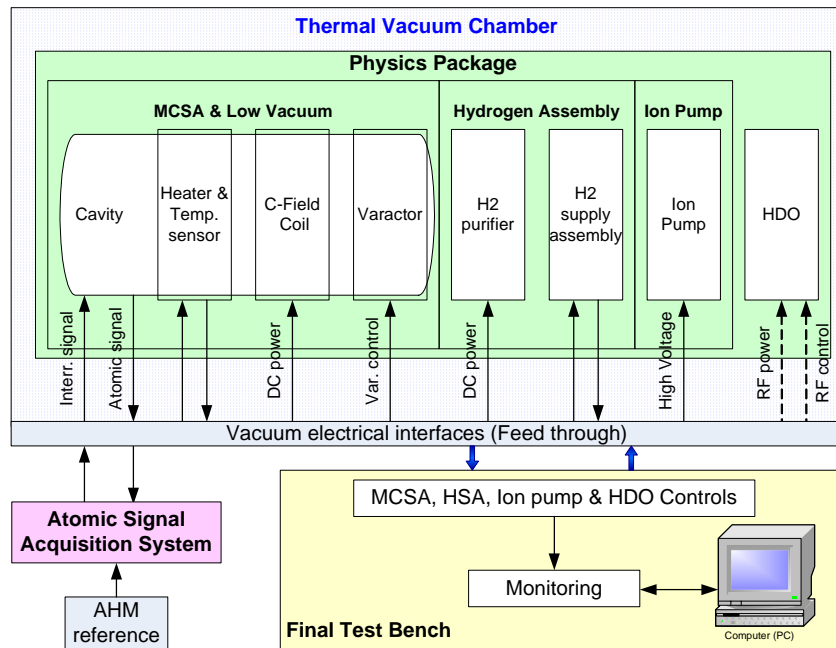 Thermal Vacuum Chamber
Physics Package
MCSA & Low Vacuum
Hydrogen Assembly
Ion Pump
Cavity
Heater &
Temp.
sensor
C-Field
Coil
Varactor
H2
purifier
H2
supply
assembly
Ion
Pump
HDO
Interr. signal
Atomic signal
DC power
Var. control
DC power
High Voltage
RF power
RF control
Vacuum electrical interfaces (Feed through)
Atomic Signal
Acquisition System
AHM
reference
MCSA, HSA, Ion pump & HDO Controls
Monitoring
Computer (PC)
Final Test Bench